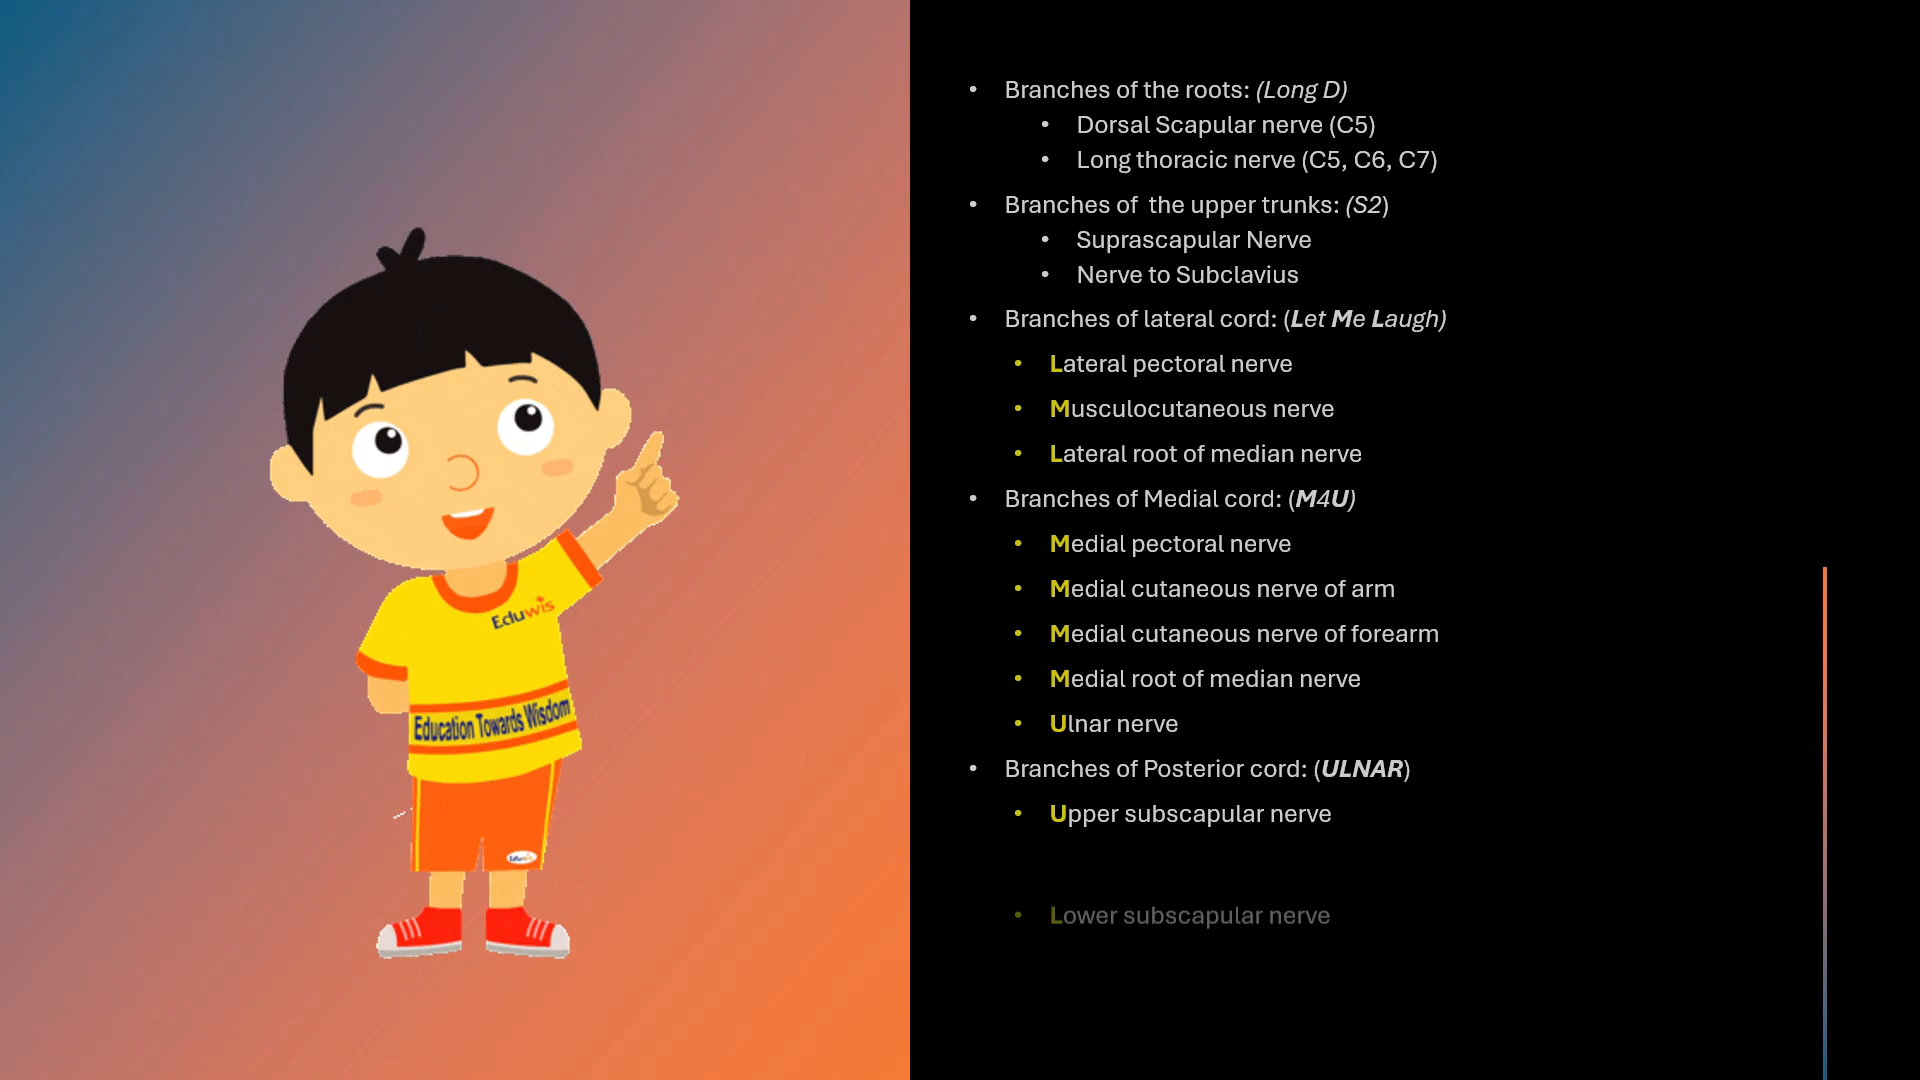 • Branches of the roots: (Long D)
• Dorsal Scapular nerve (C5)
• Long thoracic nerve (C5, C6, C7)
• Branches of  the upper trunks: (S2)
• Suprascapular Nerve
• Nerve to Subclavius
• Branches of lateral cord: (Let Me Laugh)
• Lateral pectoral nerve
• Musculocutaneous nerve
• Lateral root of median nerve
• Branches of Medial cord: (M4U)
• Medial pectoral nerve
• Medial cutaneous nerve of arm
• Medial cutaneous nerve of forearm
• Medial root of median nerve
• Ulnar nerve
• Branches of Posterior cord: (ULNAR)
• Upper subscapular nerve
• Lower subscapular nerve
Eduwis
Education Towards Wisdom